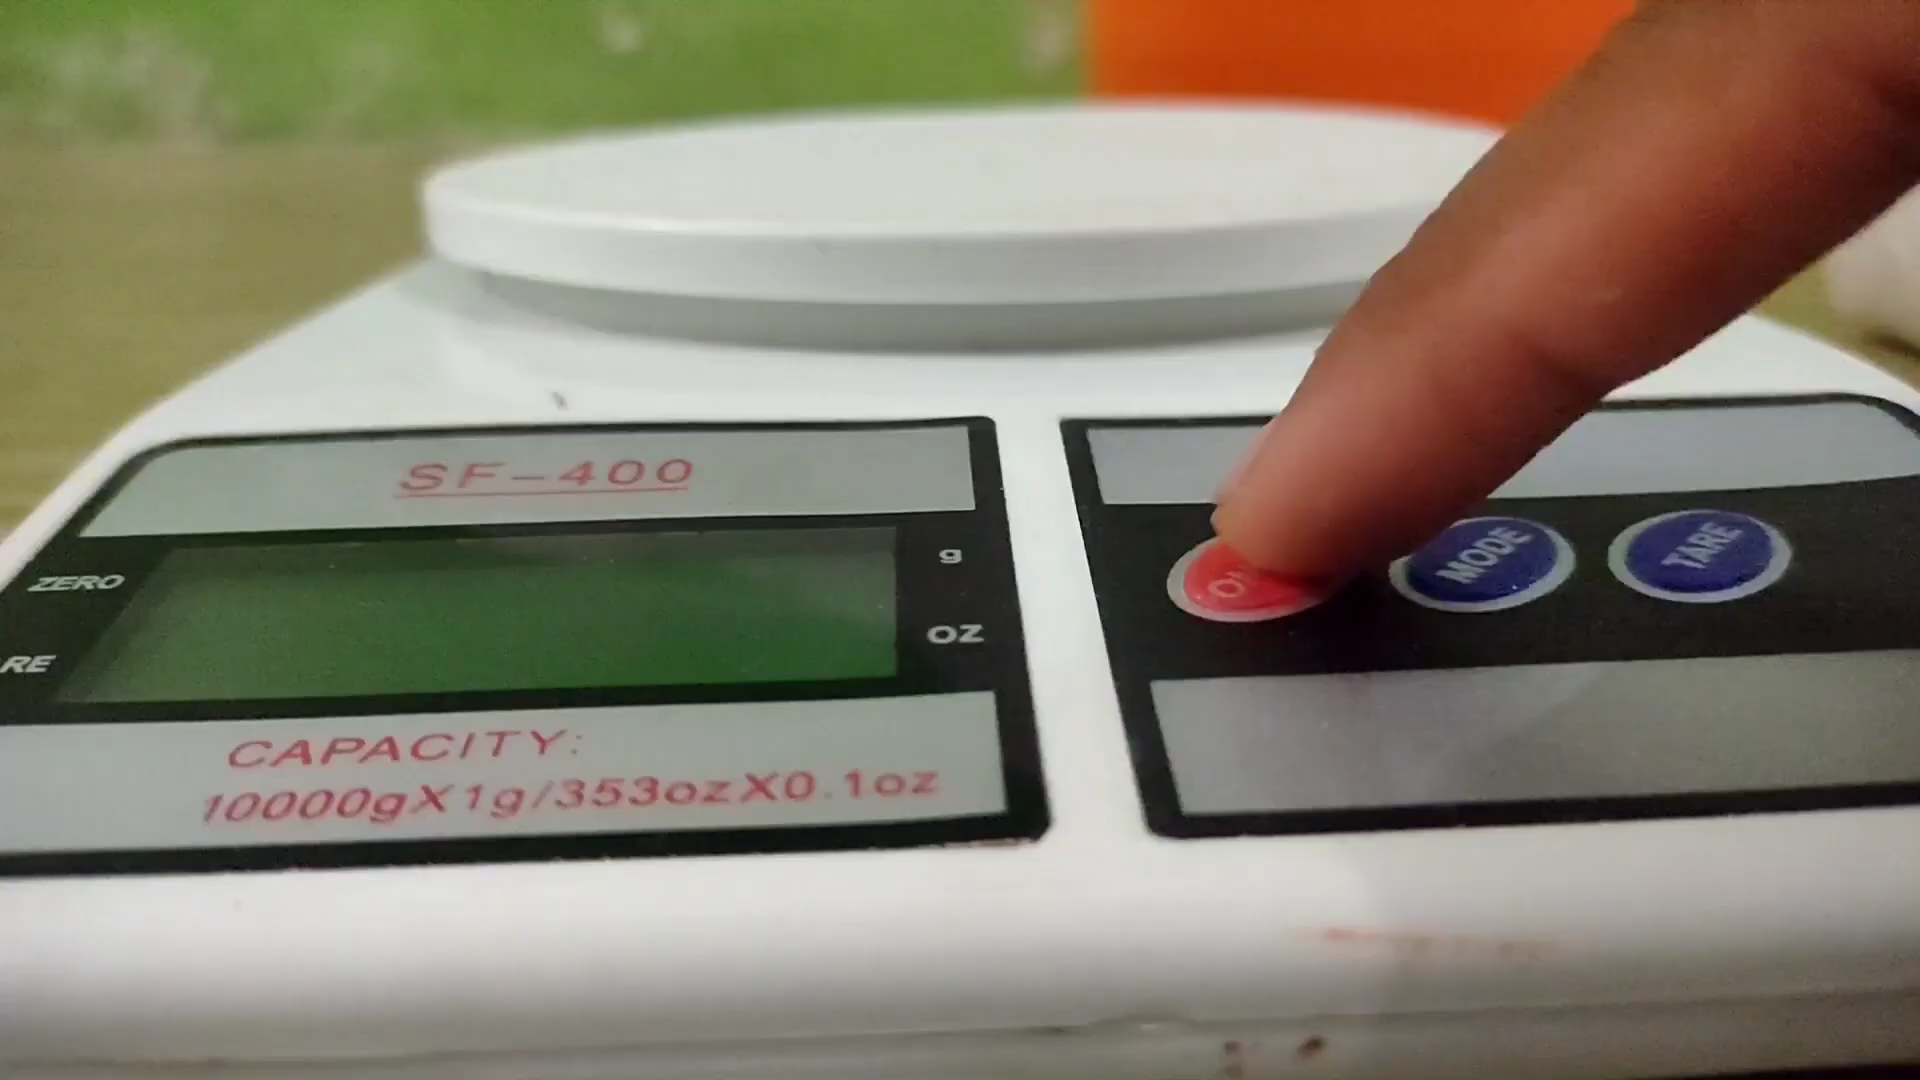 SF-400
ZERO
g
OZ
RE
CAPACITY:
10000gX1g/353ozX0.1oz
MODE
TARE